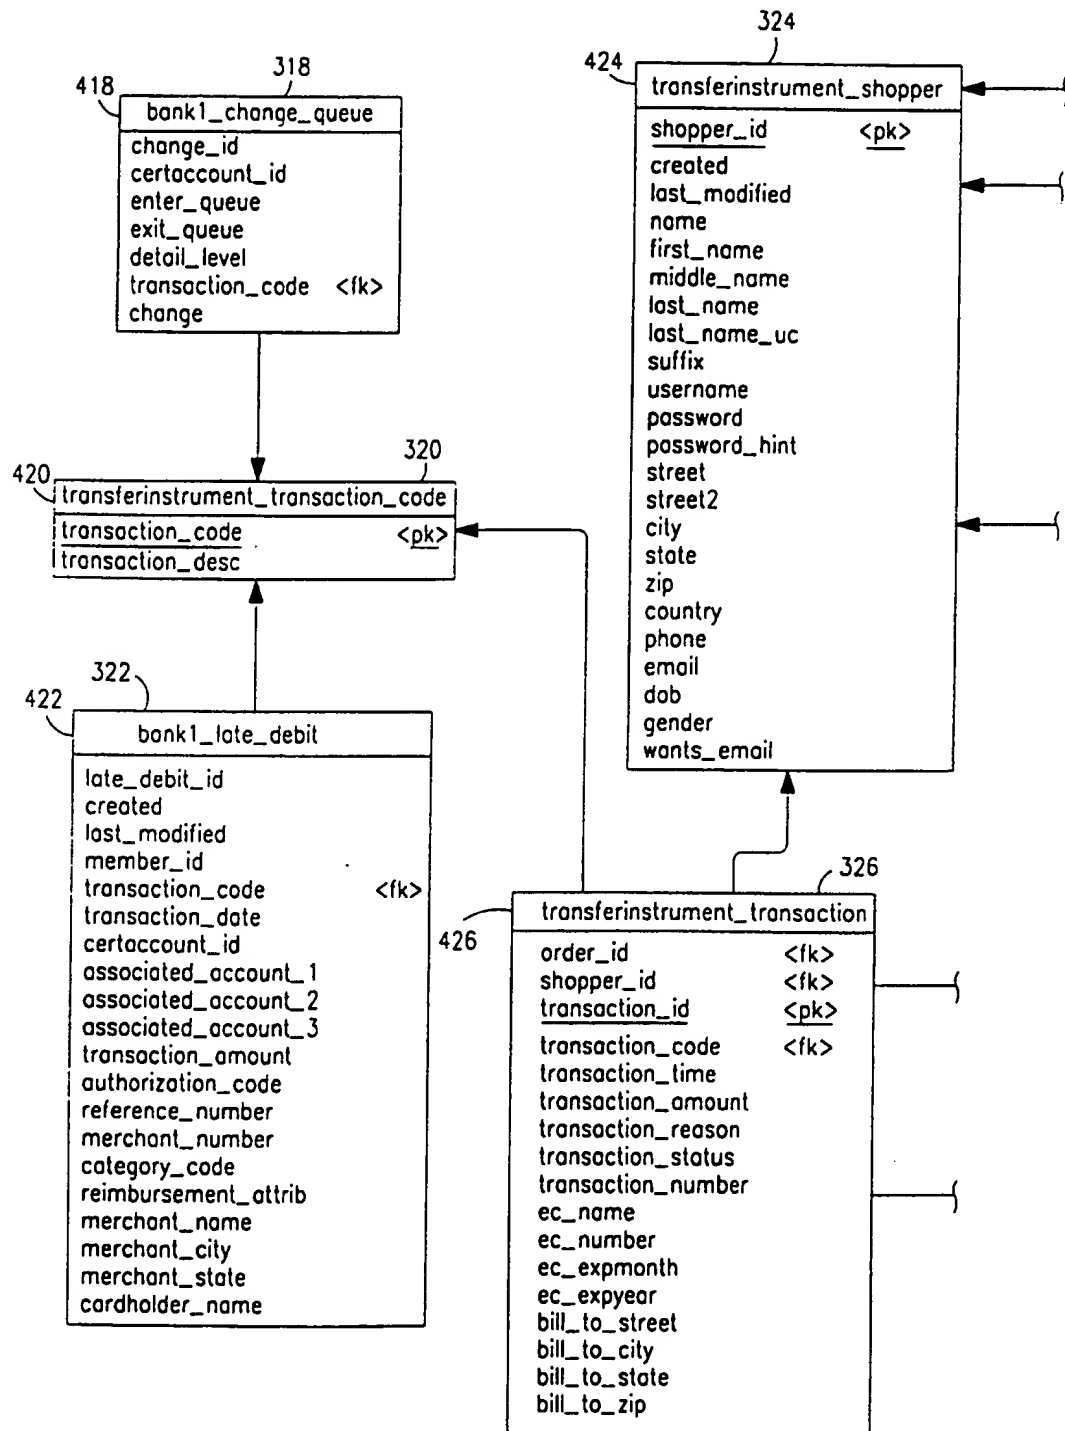 318
418
bank1_change_queue
change_id
certaccount_id
enter_queue
exit_queue
detail_level
transaction_code <fk>
change
320
420
transferinstrument_transaction_code
transaction_code <pk>
transaction_desc
322
422
bank1_late_debit
late_debit_id
created
last_modified
member_id
transaction_code <fk>
transaction_date
certaccount_id
associated_account_1
associated_account_2
associated_account_3
transaction_amount
authorization_code
reference_number
merchant_number
category_code
reimbursement_attrib
merchant_name
merchant_city
merchant_state
cardholder_name
324
424
transferinstrument_shopper
shopper_id <pk>
created
last_modified
name
first_name
middle_name
last_name
last_name_uc
suffix
username
password
password_hint
street
street2
city
state
zip
country
phone
email
dob
gender
wants_email
326
426
transferinstrument_transaction
order_id <fk>
shopper_id <fk>
transaction_id <pk>
transaction_code <fk>
transaction_time
transaction_amount
transaction_reason
transaction_status
transaction_number
ec_name
ec_number
ec_expmonth
ec_expyear
bill_to_street
bill_to_city
bill_to_state
bill_to_zip